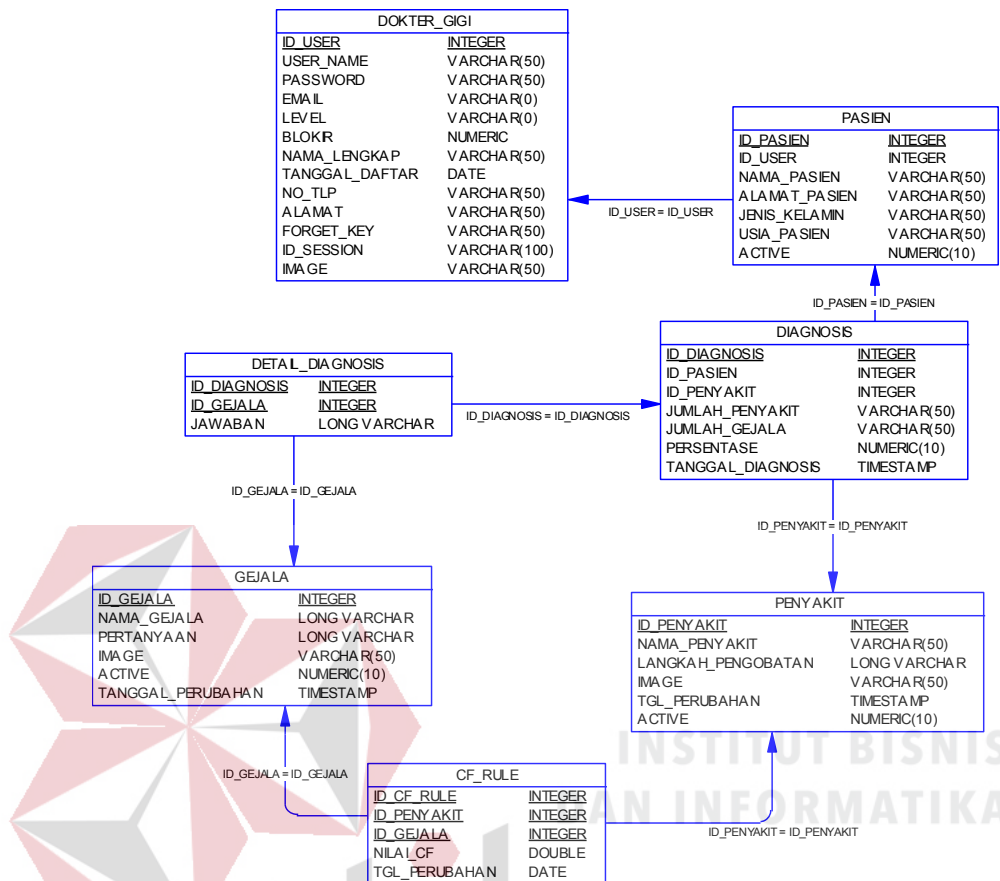 DOKTER_GIGI
ID_USER INTEGER
USER_NAME VARCHAR(50)
PASSWORD VARCHAR(50)
EMAIL VARCHAR(0)
LEVEL VARCHAR(0)
BLOKIR NUMERIC
NAMA_LENGKAP VARCHAR(50)
TANGGAL_DAFTAR DATE
NO_TLP VARCHAR(50)
ALAMAT VARCHAR(50)
FORGET_KEY VARCHAR(50)
ID_SESSION VARCHAR(100)
IMAGE VARCHAR(50)
PASIEN
ID_PASIEN INTEGER
ID_USER INTEGER
NAMA_PASIEN VARCHAR(50)
ALAMAT_PASIEN VARCHAR(50)
JENIS_KELAMIN VARCHAR(50)
USIA_PASIEN VARCHAR(50)
ACTIVE NUMERIC(10)
ID_USER = ID_USER
ID_PASIEN = ID_PASIEN
DIAGNOSIS
ID_DIAGNOSIS INTEGER
ID_PASIEN INTEGER
ID_PENYAKIT INTEGER
JUMLAH_PENYAKIT VARCHAR(50)
JUMLAH_GEJALA VARCHAR(50)
PERSENTASE NUMERIC(10)
TANGGAL_DIAGNOSIS TIMESTAMP
DETAIL_DIAGNOSIS
ID_DIAGNOSIS INTEGER
ID_GEJALA INTEGER
JAWABAN LONG VARCHAR
ID_DIAGNOSIS = ID_DIAGNOSIS
ID_GEJALA = ID_GEJALA
ID_PENYAKIT = ID_PENYAKIT
GEJALA
ID_GEJALA INTEGER
NAMA_GEJALA LONG VARCHAR
PERTANYAAN LONG VARCHAR
IMAGE VARCHAR(50)
ACTIVE NUMERIC(10)
TANGGAL_PERUBAHAN TIMESTAMP
PENYAKIT
ID_PENYAKIT INTEGER
NAMA_PENYAKIT VARCHAR(50)
LANGKAH_PENGOBATAN LONG VARCHAR
IMAGE VARCHAR(50)
TGL_PERUBAHAN TIMESTAMP
ACTIVE NUMERIC(10)
INSTITUT BISNIS
DAN INFORMATIKA
ID_GEJALA = ID_GEJALA
CF_RULE
ID_CF_RULE INTEGER
ID_PENYAKIT INTEGER
ID_GEJALA INTEGER
NILAI_CF DOUBLE
TGL_PERUBAHAN DATE
ID_PENYAKIT = ID_PENYAKIT